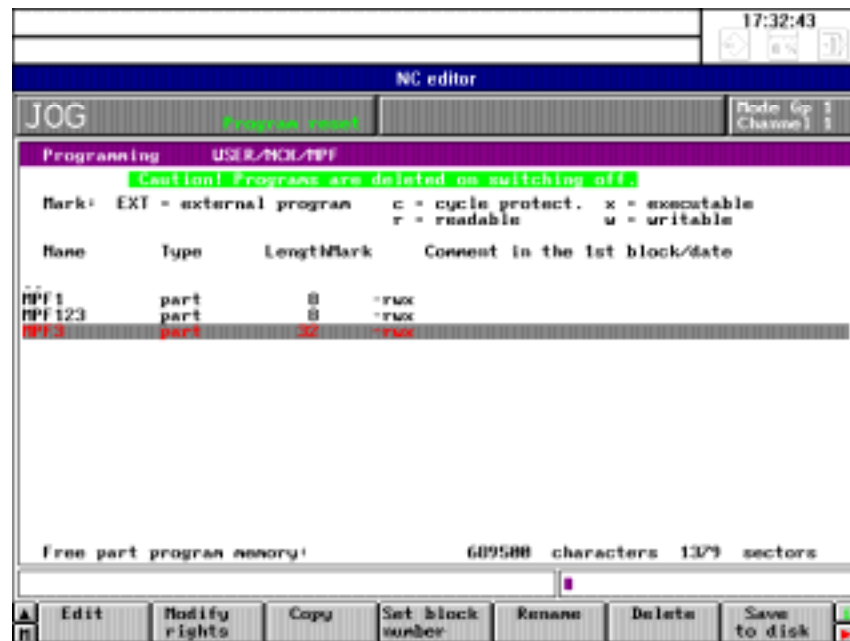 17:32:43
NC editor
JOG Program reset Mode Gp 1
Channel 1
Programming USER/NCK/MPF
Caution! Programs are deleted on switching off.
Mark: EXT - external program c - cycle protect. x - executable
r - readable w - writable
Name Type LengthMark Comment in the 1st block/date
..
MPF1 part 8 -rwx
MPF123 part 8 -rwx
MPF3 part 32 -rwx
Free part program memory: 609500 characters 1379 sectors
Edit Modify rights Copy Set block number Rename Delete Save to disk